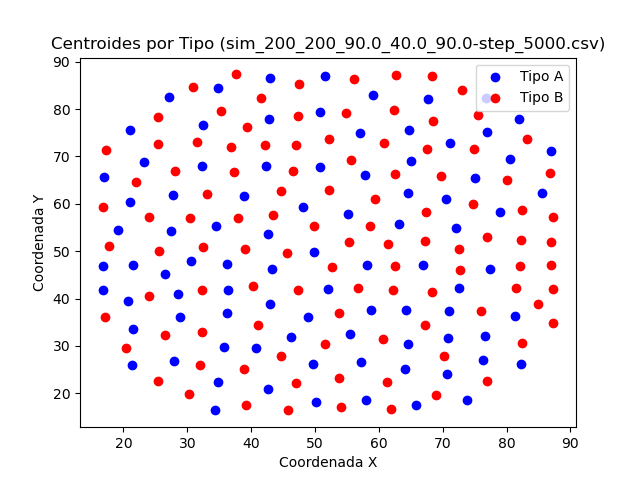 Centroides por Tipo (sim_200_200_90.0_40.0_90.0-step_5000.csv)
90
80
70
60
50
40
30
20
Coordenada Y
Tipo A
Tipo B
20 30 40 50 60 70 80 90
Coordenada X